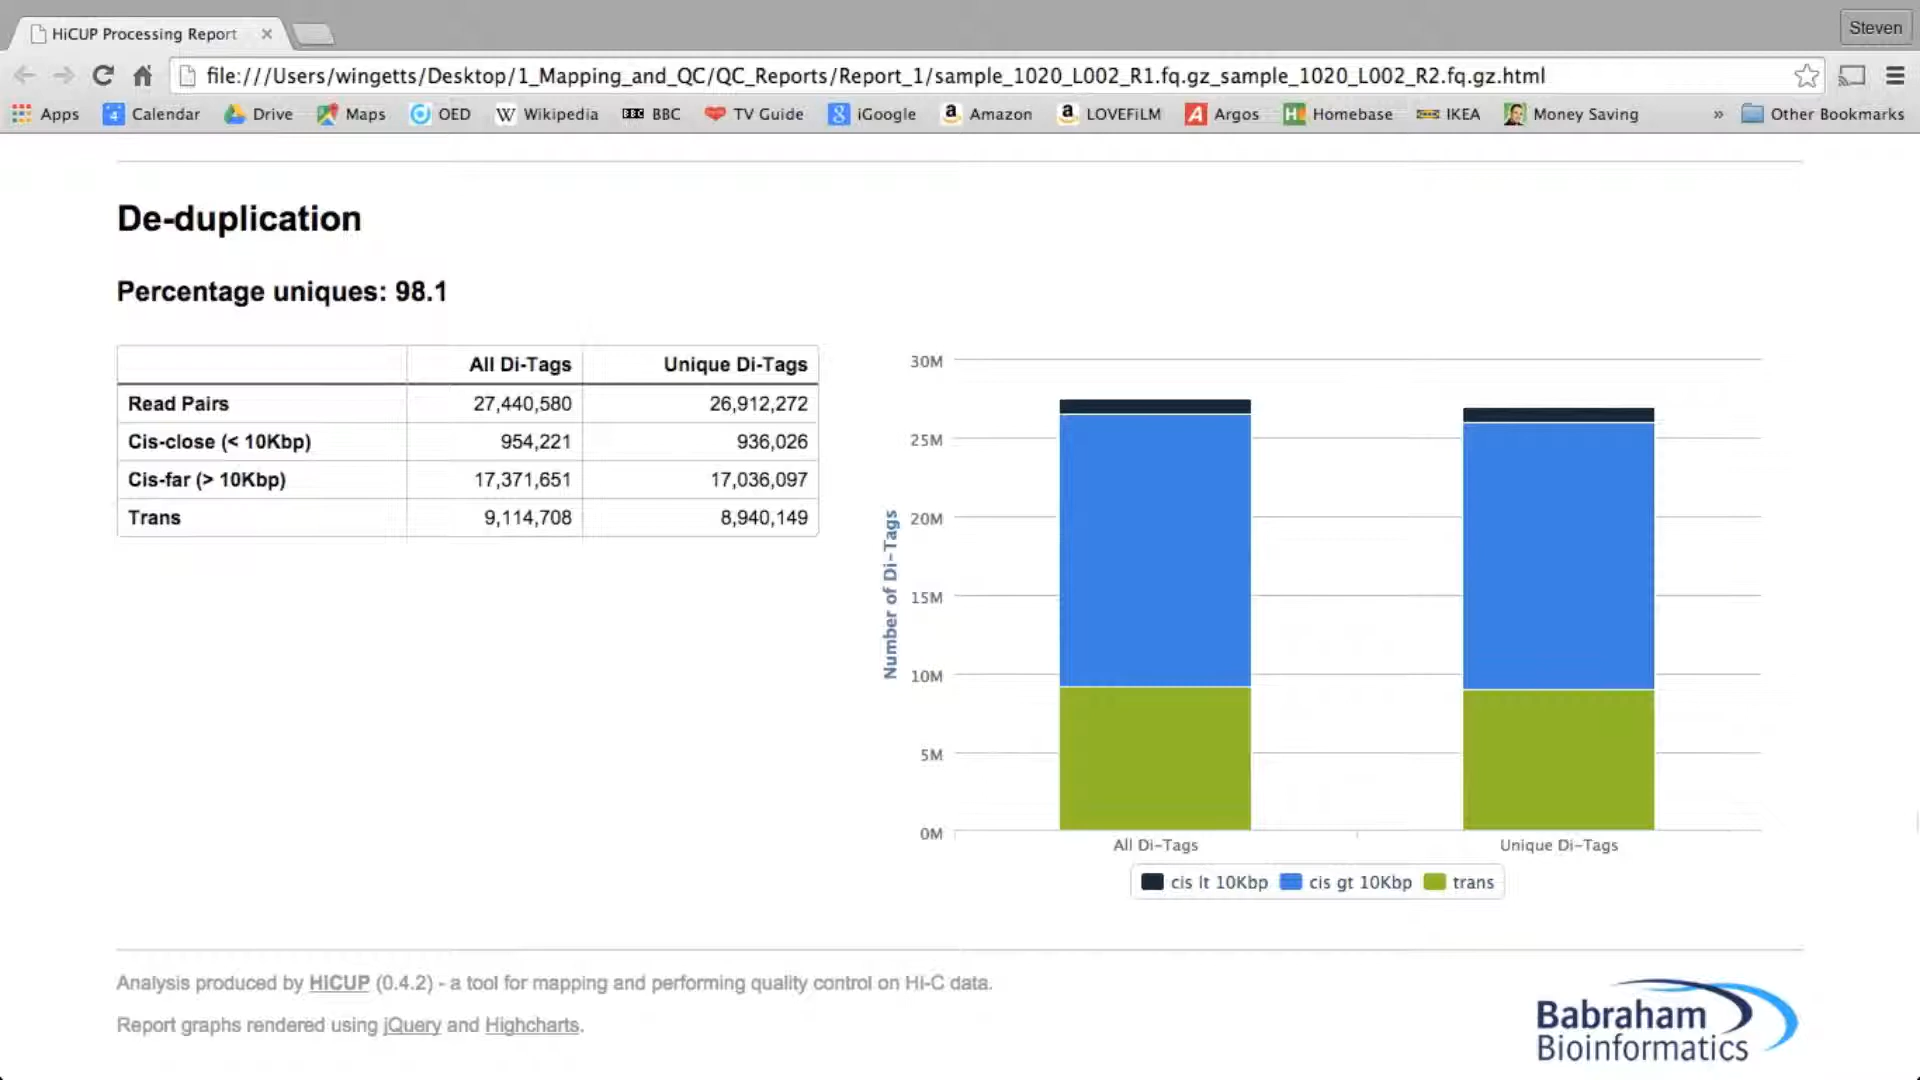 HiCUP Processing Report
Steven
file:///Users/wingetts/Desktop/1_Mapping_and_QC/QC_Reports/Report_1/sample_1020_L002_R1.fq.gz_sample_1020_L002_R2.fq.gz.html
Apps 4 Calendar Drive Maps OED W Wikipedia BBC BBC TV Guide 8 iGoogle a Amazon a LOVEFiLM A Argos H Homebase IKEA Money Saving » Other Bookmarks
De-duplication
Percentage uniques: 98.1
All Di-Tags Unique Di-Tags
Read Pairs 27,440,580 26,912,272
Cis-close (< 10Kbp) 954,221 936,026
Cis-far (> 10Kbp) 17,371,651 17,036,097
Trans 9,114,708 8,940,149
Number of Di-Tags
30M
25M
20M
15M
10M
5M
0M
All Di-Tags Unique Di-Tags
cis lt 10Kbp cis gt 10Kbp trans
Analysis produced by HiCUP (0.4.2) - a tool for mapping and performing quality control on Hi-C data.
Report graphs rendered using jQuery and Highcharts.
Babraham
Bioinformatics